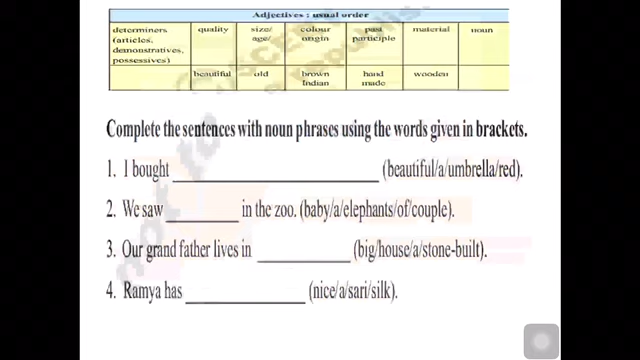 Adjectives : usual order
determiners (articles, demonstratives, possessives) quality size/ age/ colour origin past participle material noun
beautiful old brown Indian hand made wooden
Complete the sentences with noun phrases using the words given in brackets.
1. I bought ____________________ (beautiful/a/umbrella/red).
2. We saw _________ in the zoo. (baby/a/elephants/of/couple).
3. Our grand father lives in ___________ (big/house/a/stone-built).
4. Ramya has ______________ (nice/a/sari/silk).